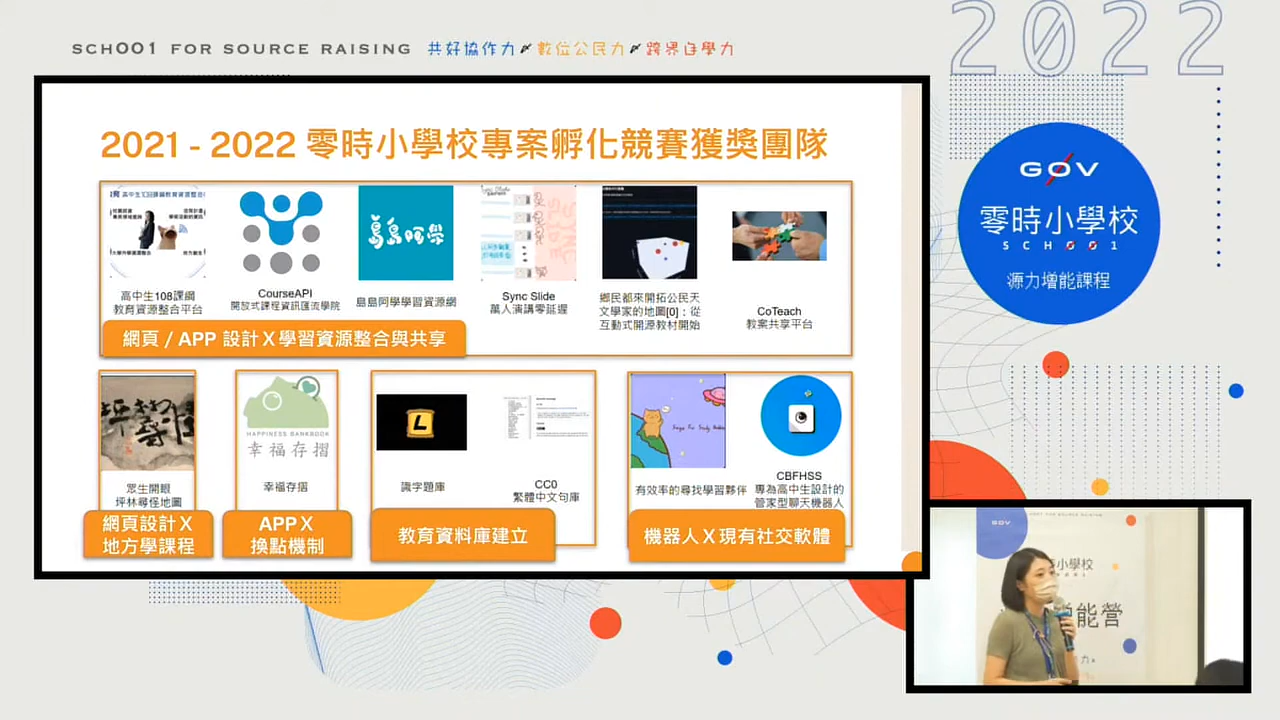 SCH001 FOR SOURCE RAISING 共好協作力 數位公民力 跨界自學力
2022
2021 - 2022 零時小學校專案孵化競賽獲獎團隊
高中生108課綱
教育資源整合平台
CourseAPI
開放式課程資訊匯流學院
島島阿學
島島阿學學習資源網
Sync Slide
萬人演講零延遲
鄉民都來開拓公民天
文學家的地圖[0]：從
互動式開源教材開始
CoTeach
教案共享平台
網頁 / APP 設計 X 學習資源整合與共享
眾生開眼
坪林尋怪地圖
網頁設計 X
地方學課程
HAPPINESS BANKBOOK
幸福存摺
幸福存摺
APP X
換點機制
L
識字題庫
CC0
繁體中文句庫
教育資料庫建立
有效率的尋找學習夥伴
CBFHSS
專為高中生設計的
管家型聊天機器人
機器人 X 現有社交軟體
G0V
零時小學校
SCH001
源力增能課程
G0V
小學校
增能營